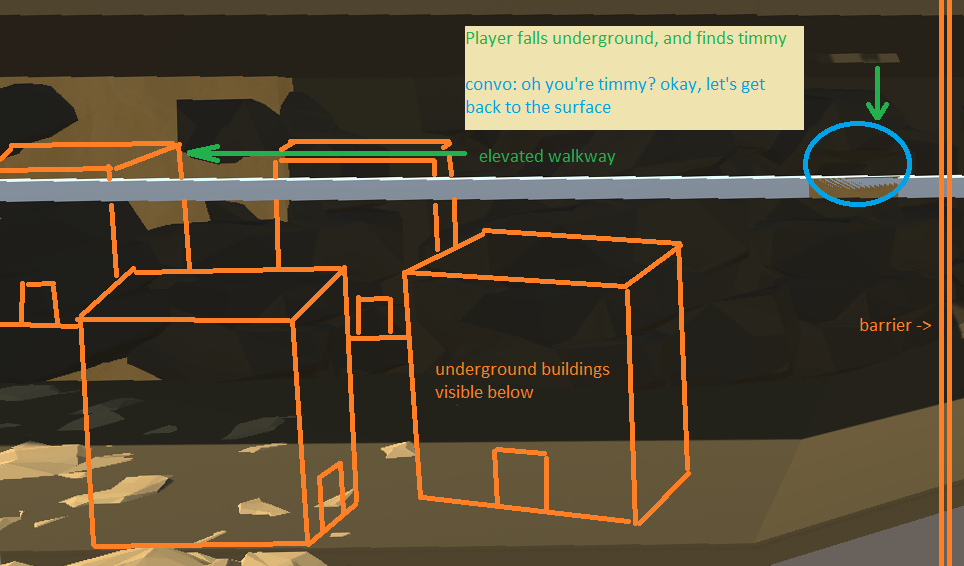 Player falls underground, and finds timmy
convo: oh you're timmy? okay, let's get
back to the surface
elevated walkway
barrier ->
underground buildings
visible below